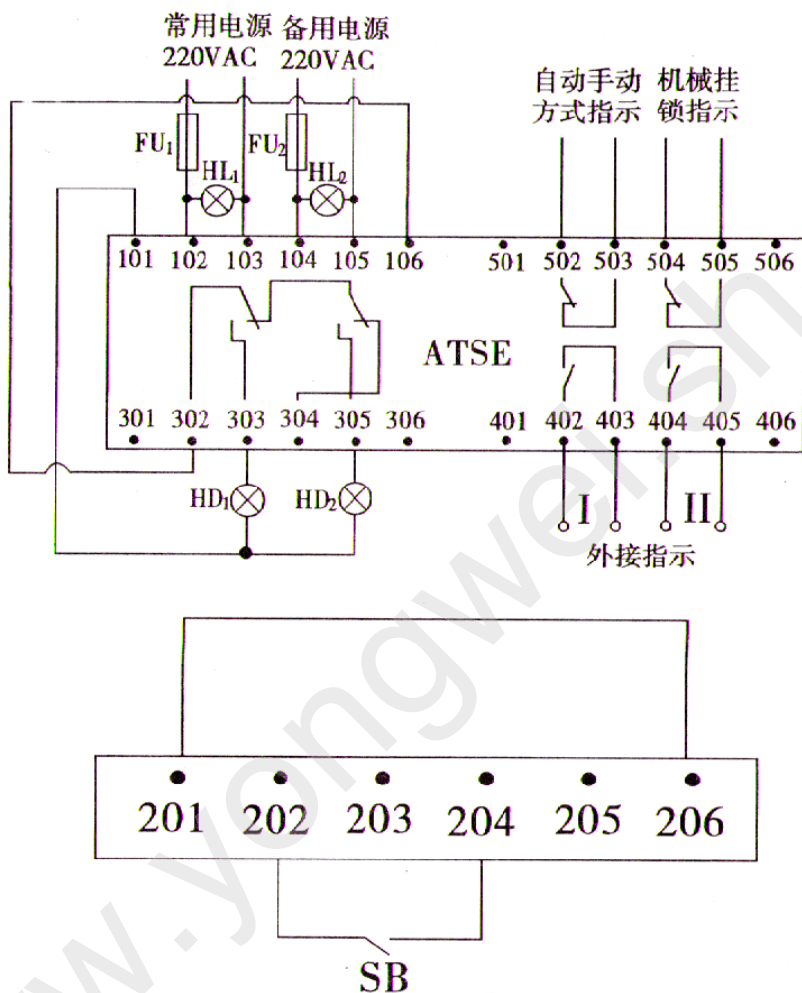 常用电源 备用电源
220VAC 220VAC
自动手动 机械挂
方式指示 锁指示
FU₁ HL₁ FU₂ HL₂
101 102 103 104 105 106 501 502 503 504 505 506
ATSE
301 302 303 304 305 306 401 402 403 404 405 406
HD₁ HD₂ I II
外接指示
201 202 203 204 205 206
SB
www.yongwei.sh